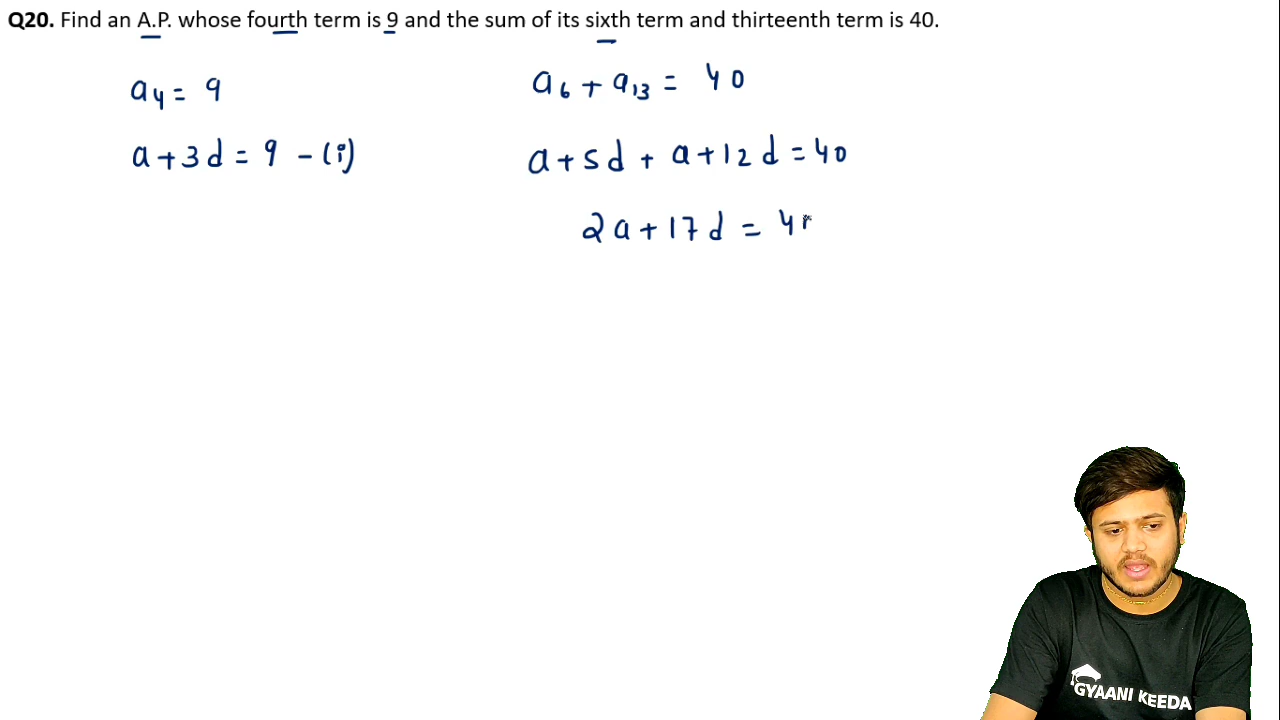 Q20. Find an A.P. whose fourth term is 9 and the sum of its sixth term and thirteenth term is 40.
a₄ = 9
a₆ + a₁₃ = 40
a + 3d = 9 – (i)
a + 5d + a + 12d = 40
2a + 17d = 4
GYAANI KEEDA